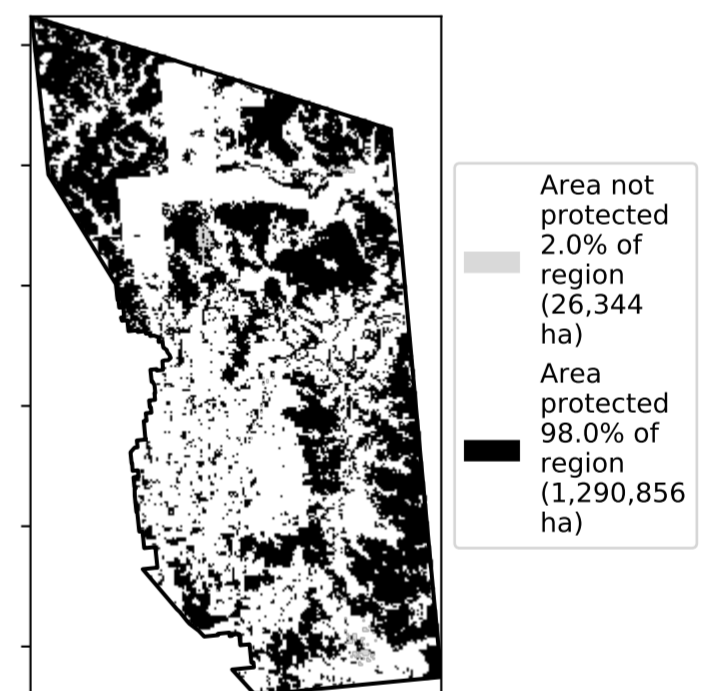 Area not
protected
2.0% of
region
(26,344
ha)
Area
protected
98.0% of
region
(1,290,856
ha)